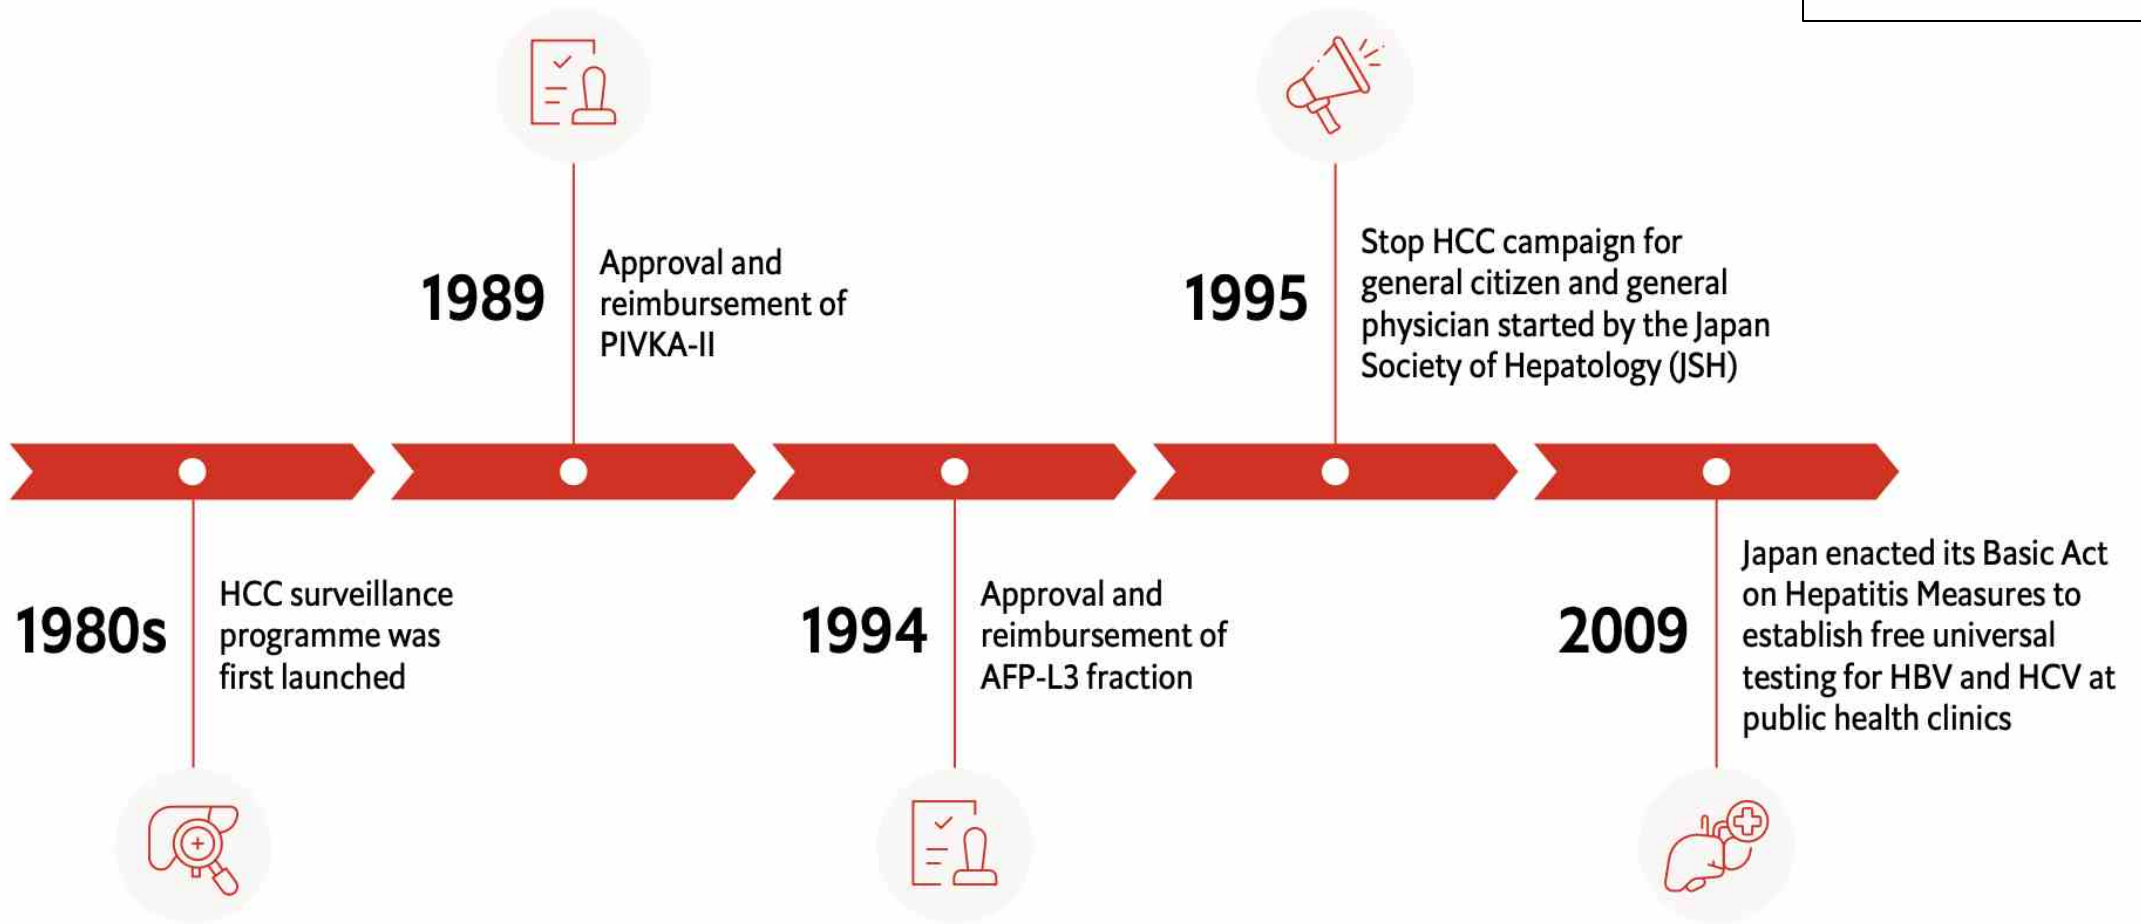 1980s
HCC surveillance
programme was
first launched
1989
Approval and
reimbursement of
PIVKA-II
1994
Approval and
reimbursement of
AFP-L3 fraction
1995
Stop HCC campaign for
general citizen and general
physician started by the Japan
Society of Hepatology (JSH)
2009
Japan enacted its Basic Act
on Hepatitis Measures to
establish free universal
testing for HBV and HCV at
public health clinics